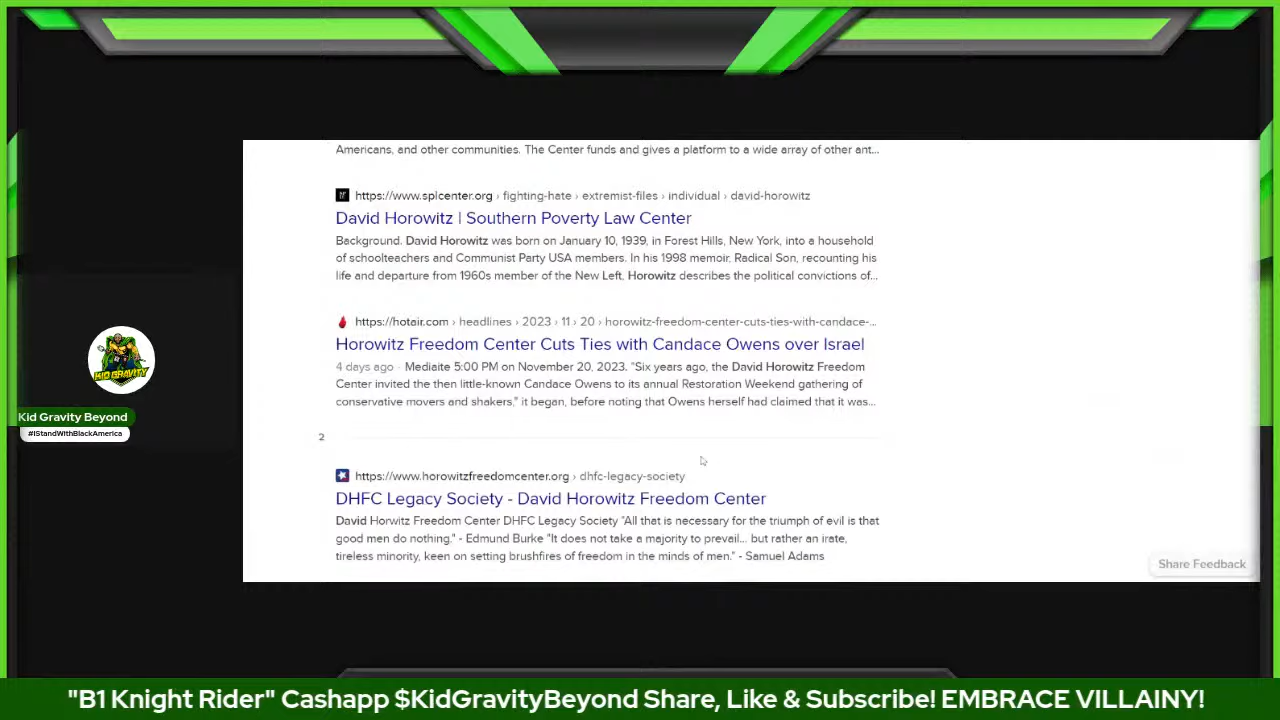 Americans, and other communities. The Center funds and gives a platform to a wide array of other ant...
https://www.splcenter.org › fighting-hate › extremist-files › individual › david-horowitz
David Horowitz | Southern Poverty Law Center
Background. David Horowitz was born on January 10, 1939, in Forest Hills, New York, into a household
of schoolteachers and Communist Party USA members. In his 1998 memoir, Radical Son, recounting his
life and departure from 1960s member of the New Left, Horowitz describes the political convictions of...
https://hotair.com › headlines › 2023 › 11 › 20 › horowitz-freedom-center-cuts-ties-with-candace-...
Horowitz Freedom Center Cuts Ties with Candace Owens over Israel
4 days ago · Mediaite 5:00 PM on November 20, 2023. "Six years ago, the David Horowitz Freedom
Center invited the then little-known Candace Owens to its annual Restoration Weekend gathering of
conservative movers and shakers," it began, before noting that Owens herself had claimed that it was...
KID GRAVITY
Kid Gravity Beyond
#IStandWithBlackAmerica
2
https://www.horowitzfreedomcenter.org › dhfc-legacy-society
DHFC Legacy Society - David Horowitz Freedom Center
David Horwitz Freedom Center DHFC Legacy Society "All that is necessary for the triumph of evil is that
good men do nothing." - Edmund Burke "It does not take a majority to prevail... but rather an irate,
tireless minority, keen on setting brushfires of freedom in the minds of men." - Samuel Adams
Share Feedback
"B1 Knight Rider" Cashapp $KidGravityBeyond Share, Like & Subscribe! EMBRACE VILLAINY!